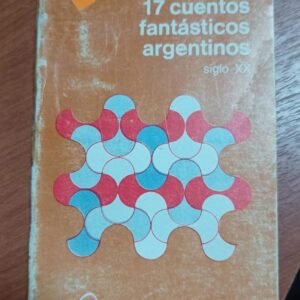 17 cuentos
fantásticos
argentinos
siglo XX